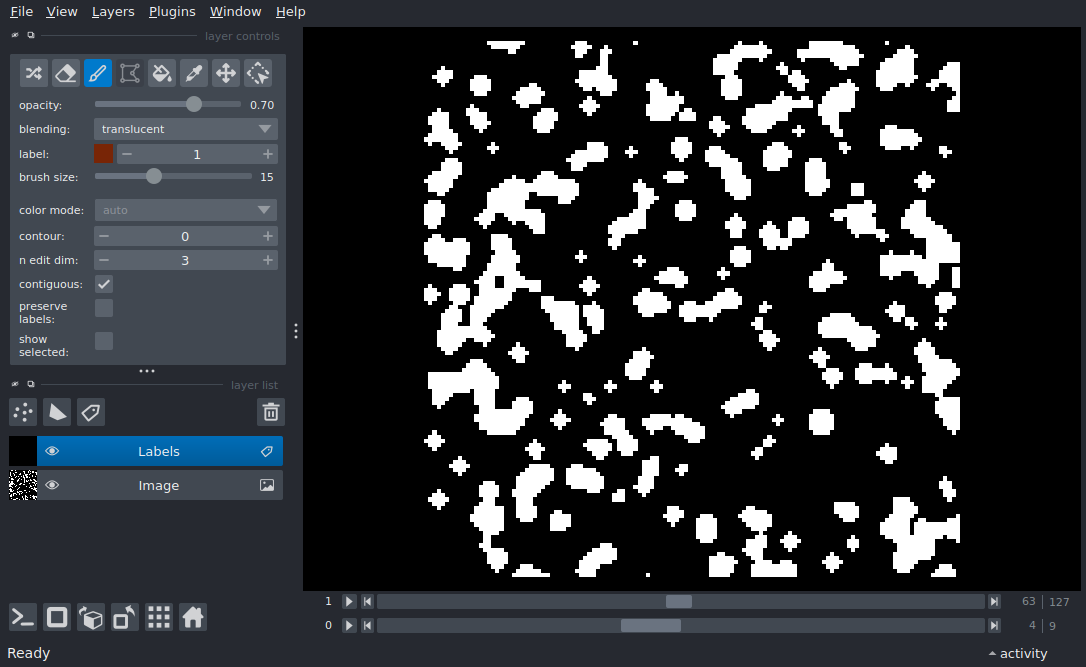 File View Layers Plugins Window Help
layer controls
opacity: 0.70
blending: translucent
label: 1
brush size: 15
color mode: auto
contour: 0
n edit dim: 3
contiguous:
preserve
labels:
show
selected:
layer list
Labels
Image
1 63 127
0 4 9
Ready activity